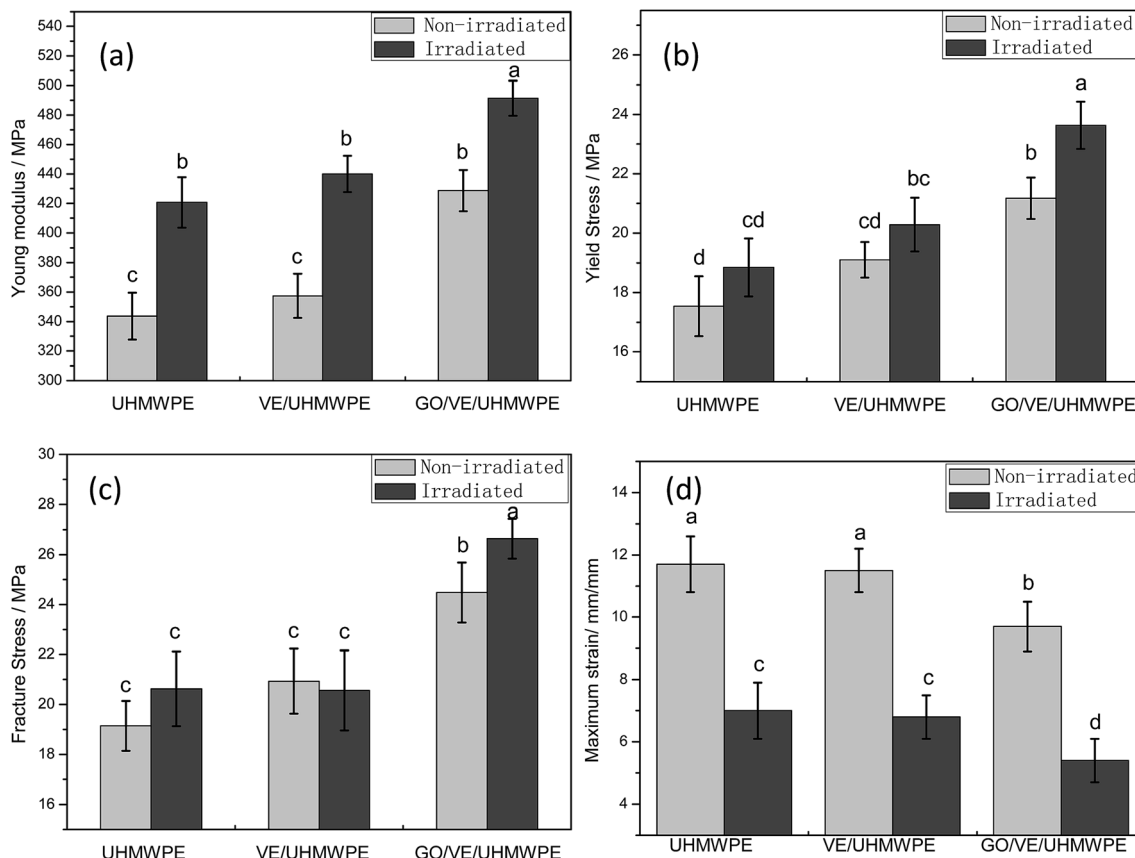 (a)
Non-irradiated
Irradiated
Young modulus / MPa
540
520
500
480
460
440
420
400
380
360
340
320
300
c
b
c
b
b
a
UHMWPE
VE/UHMWPE
GO/VE/UHMWPE
(b)
Non-irradiated
Irradiated
Yield Stress / MPa
26
24
22
20
18
16
d
cd
cd
bc
b
a
UHMWPE
VE/UHMWPE
GO/VE/UHMWPE
(c)
Non-irradiated
Irradiated
Fracture Stress / MPa
30
28
26
24
22
20
18
16
c
c
c
c
b
a
UHMWPE
VE/UHMWPE
GO/VE/UHMWPE
(d)
Non-irradiated
Irradiated
Maximum strain/ mm/mm
14
12
10
8
6
4
a
c
a
c
b
d
UHMWPE
VE/UHMWPE
GO/VE/UHMWPE